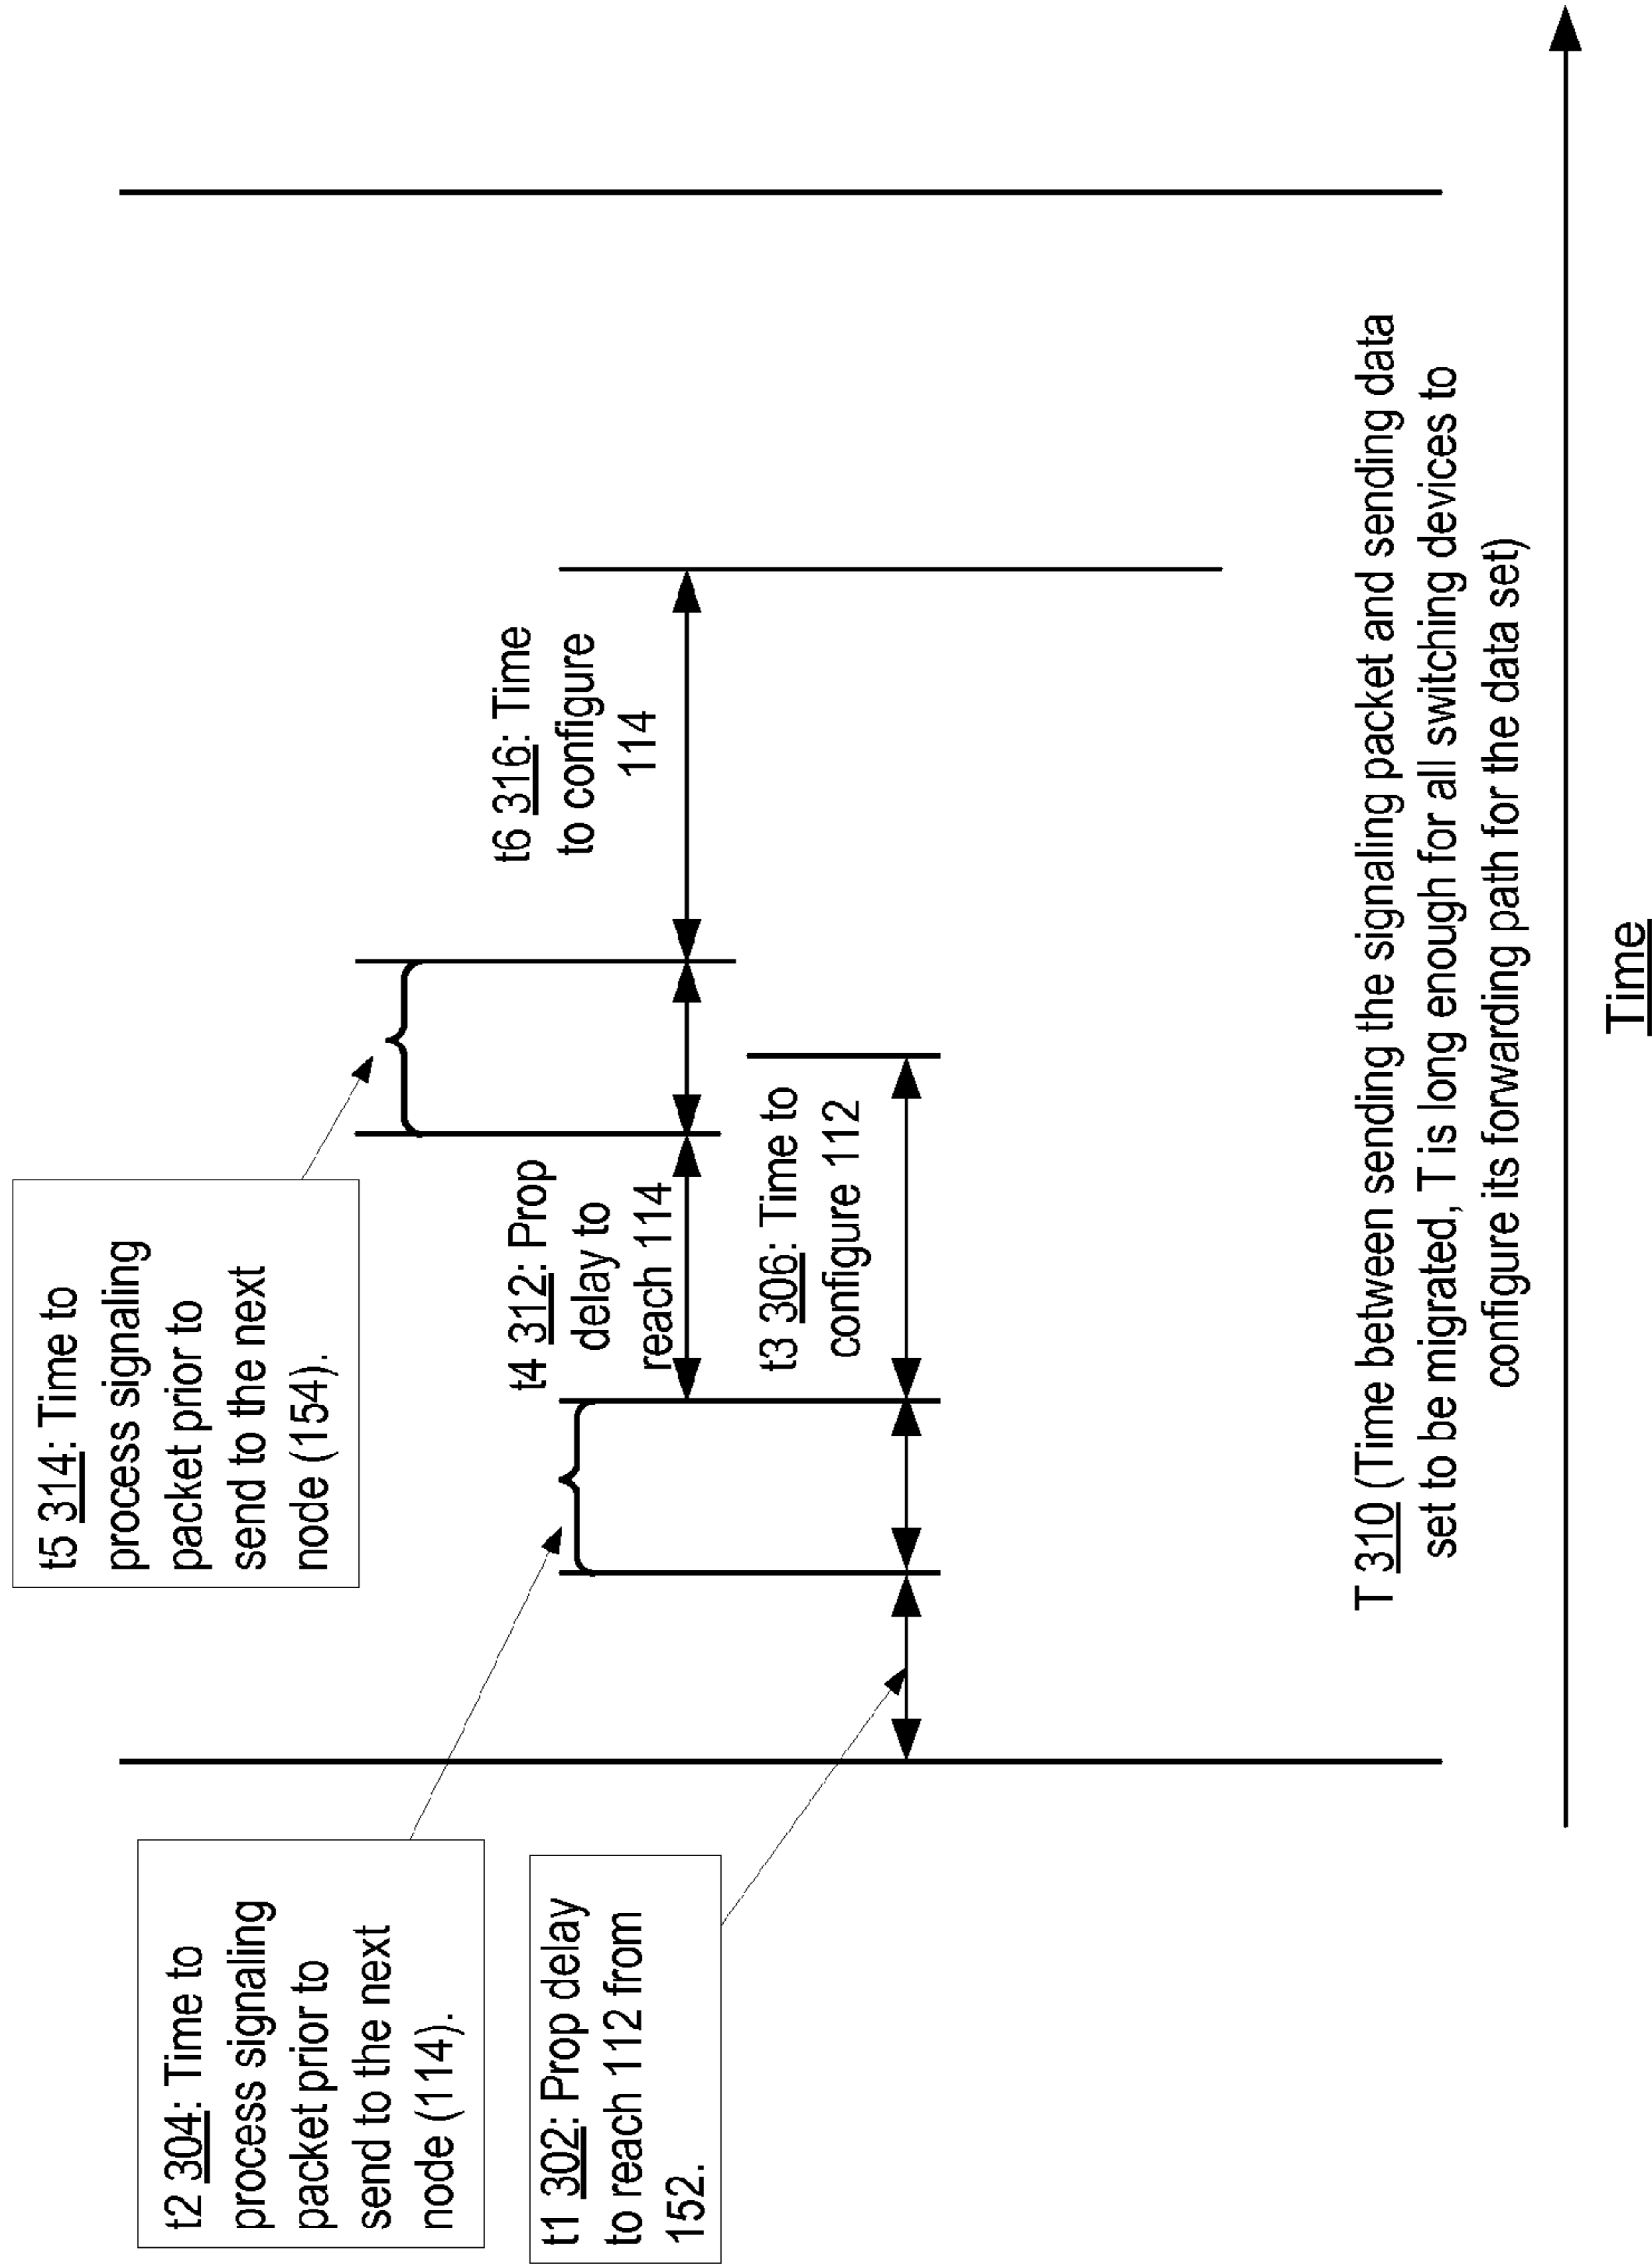 t5 314: Time to
process signaling
packet prior to
send to the next
node (154).
t2 304: Time to
process signaling
packet prior to
send to the next
node (114).
t6 316: Time
to configure
114
t4 312: Prop
delay to
reach 114
t1 302: Prop delay
to reach 112 from
152.
t3 306: Time to
configure 112
T 310 (Time between sending the signaling packet and sending data
set to be migrated, T is long enough for all switching devices to
configure its forwarding path for the data set)
Time